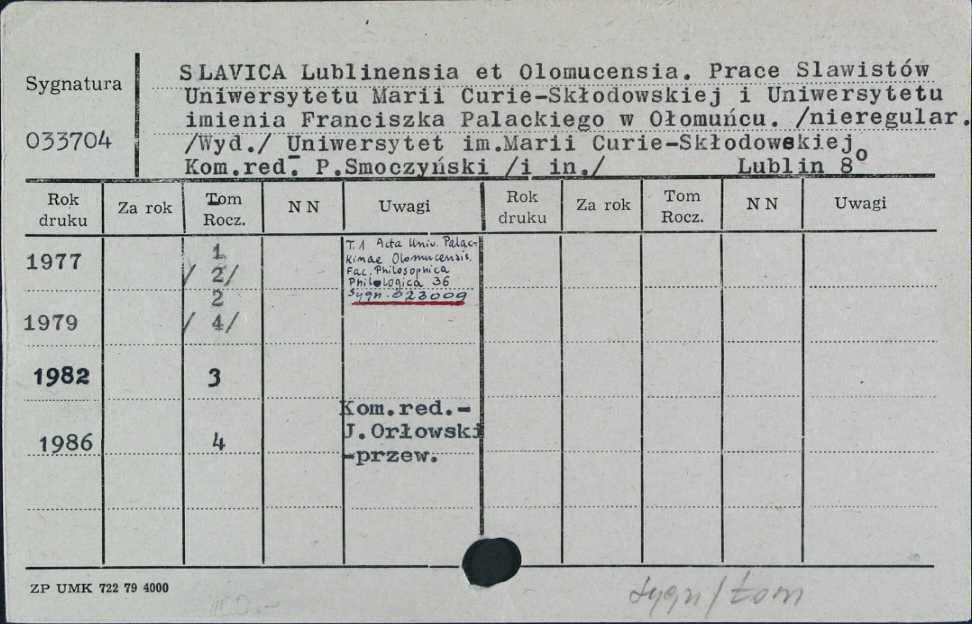 Sygnatura
033704
SLAVICA Lublinensia et Olomucensia. Prace Slawistów
Uniwersytetu Marii Curie-Skłodowskiej i Uniwersytetu
imienia Franciszka Palackiego w Ołomuńcu. /nieregular.
/Wyd./ Uniwersytet im.Marii Curie-Skłodowskiej
Kom.red. P.Smoczyński /i in./ Lublin 8°
Rok druku Za rok Tom Rocz. N N Uwagi Rok druku Za rok Tom Rocz. N N Uwagi
1977 1
/2/
T. 1 Acta Univ. Palac-
kianae Olomucensis.
Fac. Philosophica
Philologica 36
Sygn. 023009
1979 2
/4/
1982 3
1986 4
Kom.red.-
J.Orłowski
-przew.
ZP UMK 722 79 4000
sygn/tom